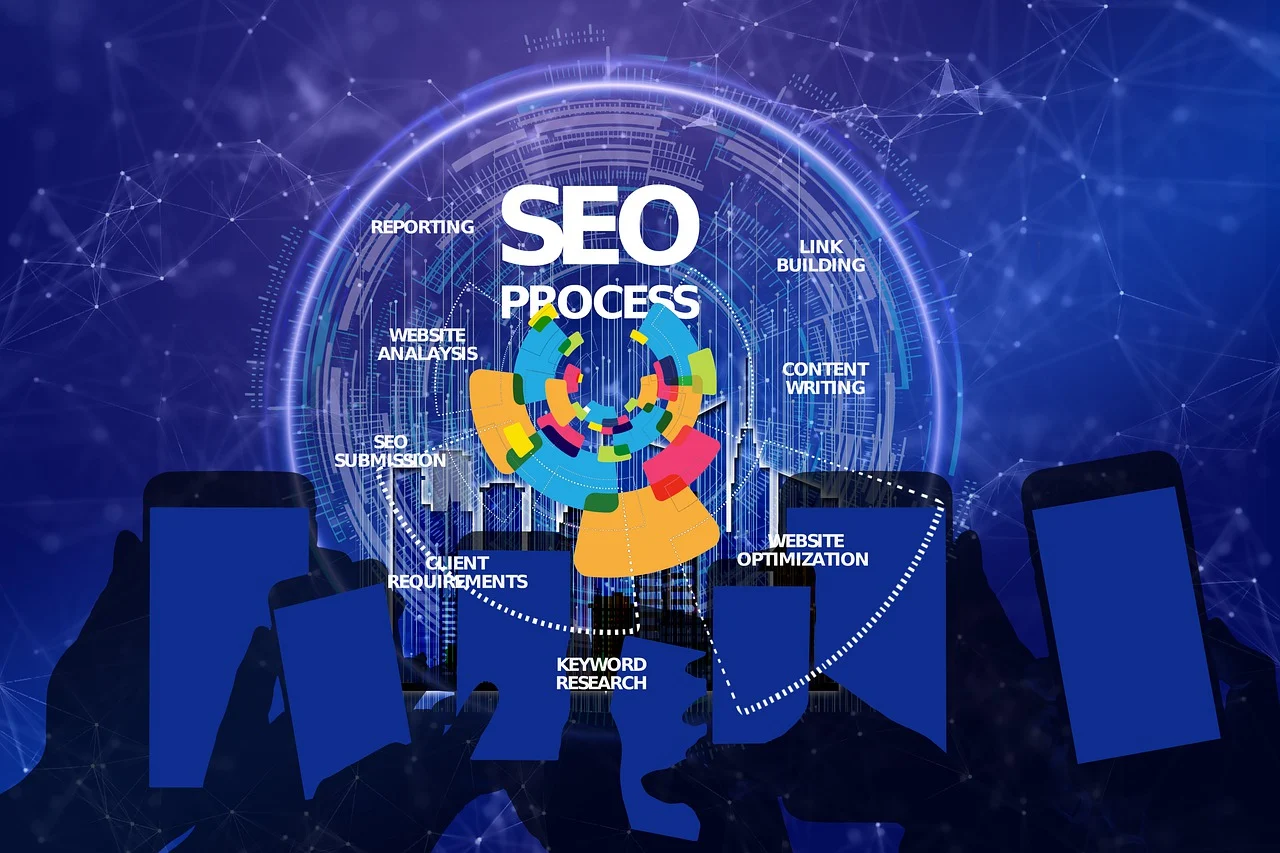 SEO
PROCESS
REPORTING
LINK
BUILDING
WEBSITE
ANALAYSIS
CONTENT
WRITING
SEO
SUBMISSION
WEBSITE
OPTIMIZATION
CLIENT
REQUIREMENTS
KEYWORD
RESEARCH